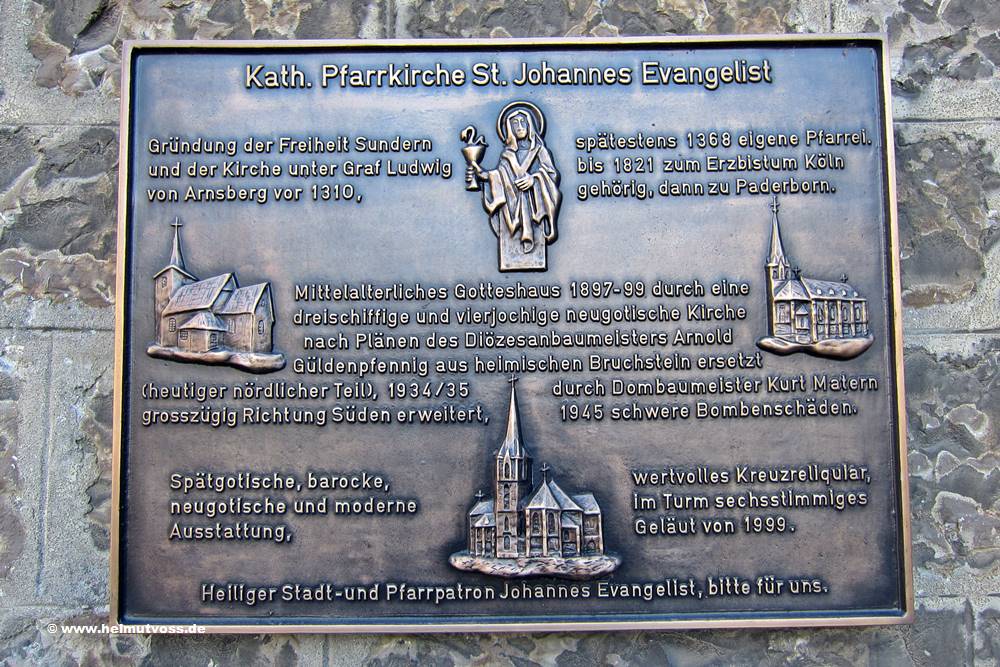 Kath. Pfarrkirche St. Johannes Evangelist
Gründung der Freiheit Sundern
und der Kirche unter Graf Ludwig
von Arnsberg vor 1310,
spätestens 1368 eigene Pfarrei.
bis 1821 zum Erzbistum Köln
gehörig, dann zu Paderborn.
Mittelalterliches Gotteshaus 1897-99 durch eine
dreischiffige und vierjochige neugotische Kirche
nach Plänen des Diözesanbaumeisters Arnold
Güldenpfennig aus heimischen Bruchstein ersetzt
(heutiger nördlicher Teil), 1934/35 durch Dombaumeister Kurt Matern
grosszügig Richtung Süden erweitert, 1945 schwere Bombenschäden.
Spätgotische, barocke,
neugotische und moderne
Ausstattung,
wertvolles Kreuzreliquiar,
im Turm sechsstimmiges
Geläut von 1999.
Heiliger Stadt-und Pfarrpatron Johannes Evangelist, bitte für uns.
© www.helmutvoss.de